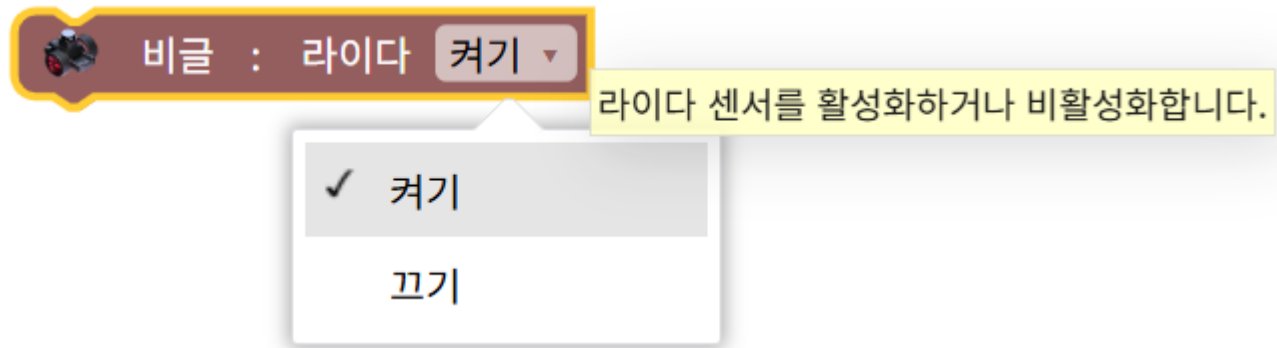 비글 : 라이다 켜기 ▼
라이다 센서를 활성화하거나 비활성화합니다.
✓ 켜기
끄기